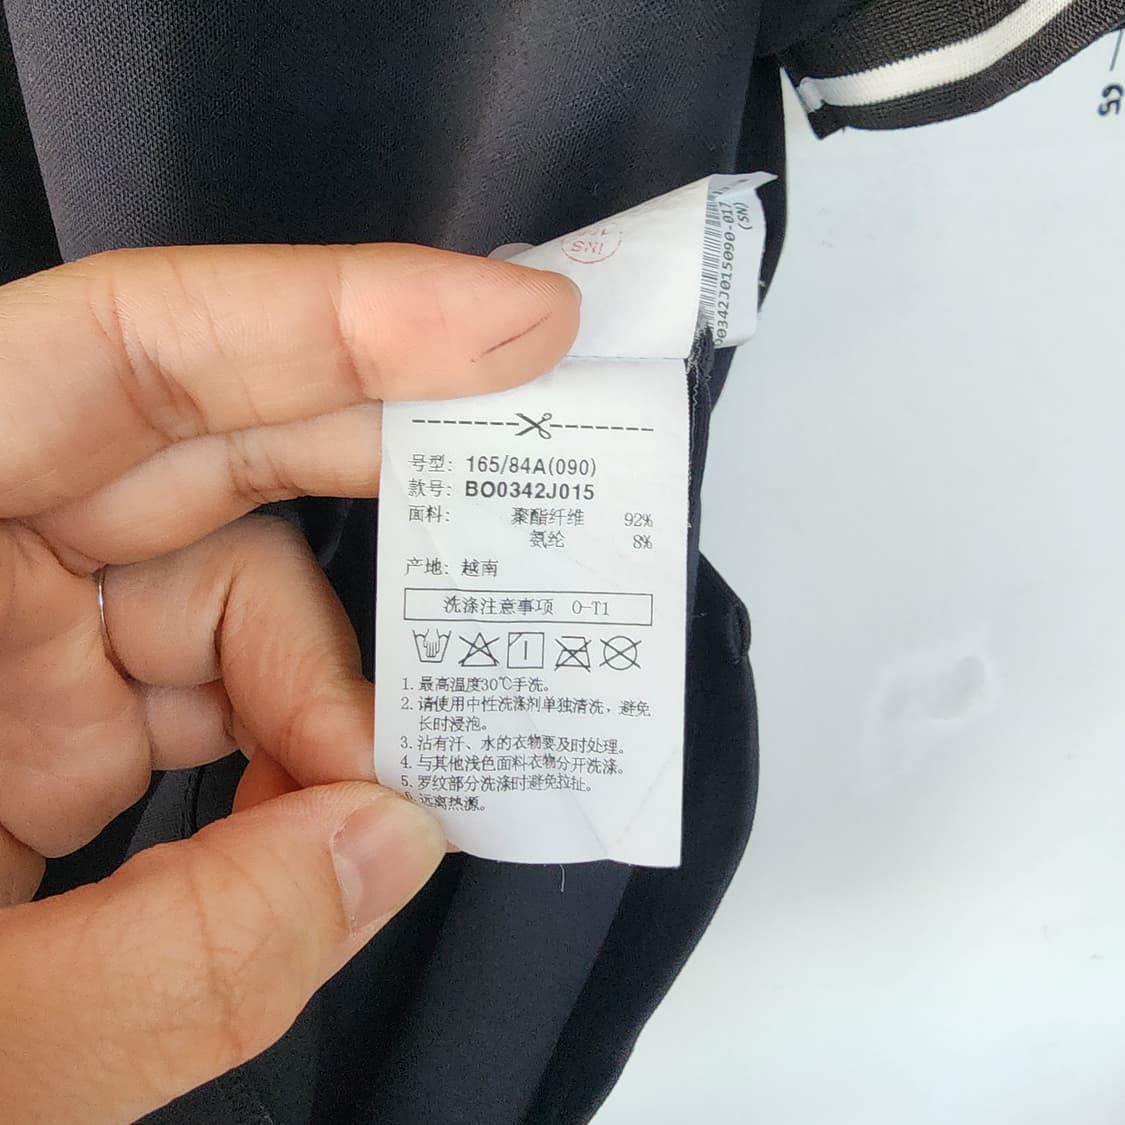 BO0342J015090-017
(SN)
号型: 165/84A(090)
款号: BO0342J015
面料: 聚酯纤维 92%
氨纶 8%
产地: 越南
洗涤注意事项 O-T1
1. 最高温度30℃手洗。
2. 请使用中性洗涤剂单独清洗，避免
长时浸泡。
3. 沾有汗、水的衣物要及时处理。
4. 与其他浅色面料衣物分开洗涤。
5. 罗纹部分洗涤时避免拉扯。
远离热源。